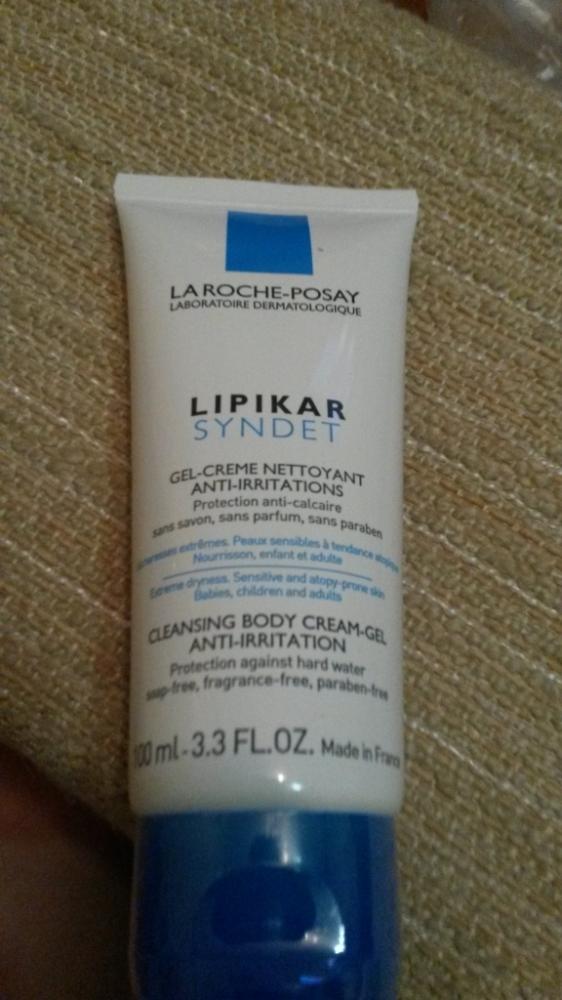 LA ROCHE-POSAY
LABORATOIRE DERMATOLOGIQUE
LIPIKAR
SYNDET
GEL-CREME NETTOYANT
ANTI-IRRITATIONS
Protection anti-calcaire
sans savon, sans parfum, sans paraben
extrêmes. Peaux sensibles à tendance
Nourrisson, enfant et adulte
Extreme dryness. Sensitive and atopy-prone skin
Babies, children and adults
CLEANSING BODY CREAM-GEL
ANTI-IRRITATION
Protection against hard water
soap-free, fragrance-free, paraben-free
100 ml - 3.3 FL.OZ. Made in France